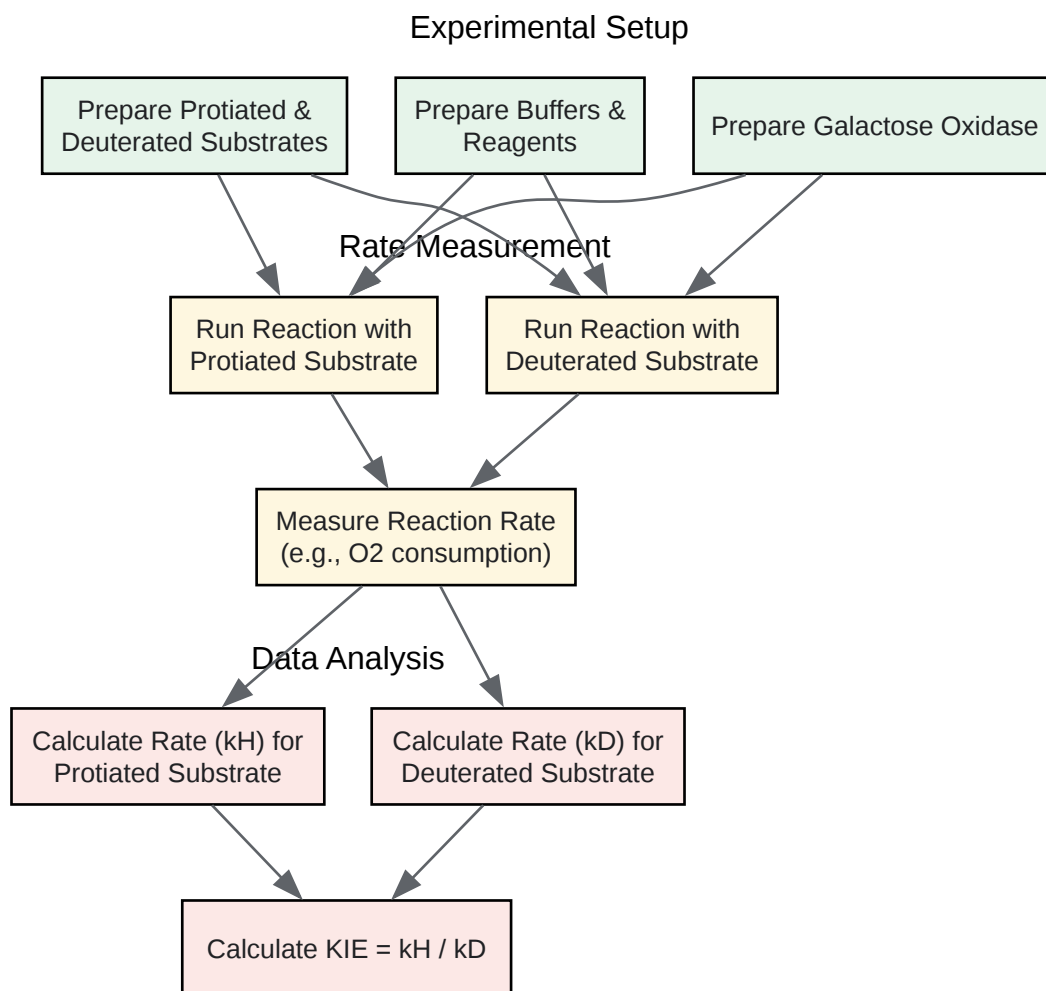 Experimental Setup
Prepare Protiated &
Deuterated Substrates
Prepare Buffers &
Reagents
Prepare Galactose Oxidase
Rate Measurement
Run Reaction with
Protiated Substrate
Run Reaction with
Deuterated Substrate
Measure Reaction Rate
(e.g., O2 consumption)
Data Analysis
Calculate Rate (kH) for
Protiated Substrate
Calculate Rate (kD) for
Deuterated Substrate
Calculate KIE = kH / kD